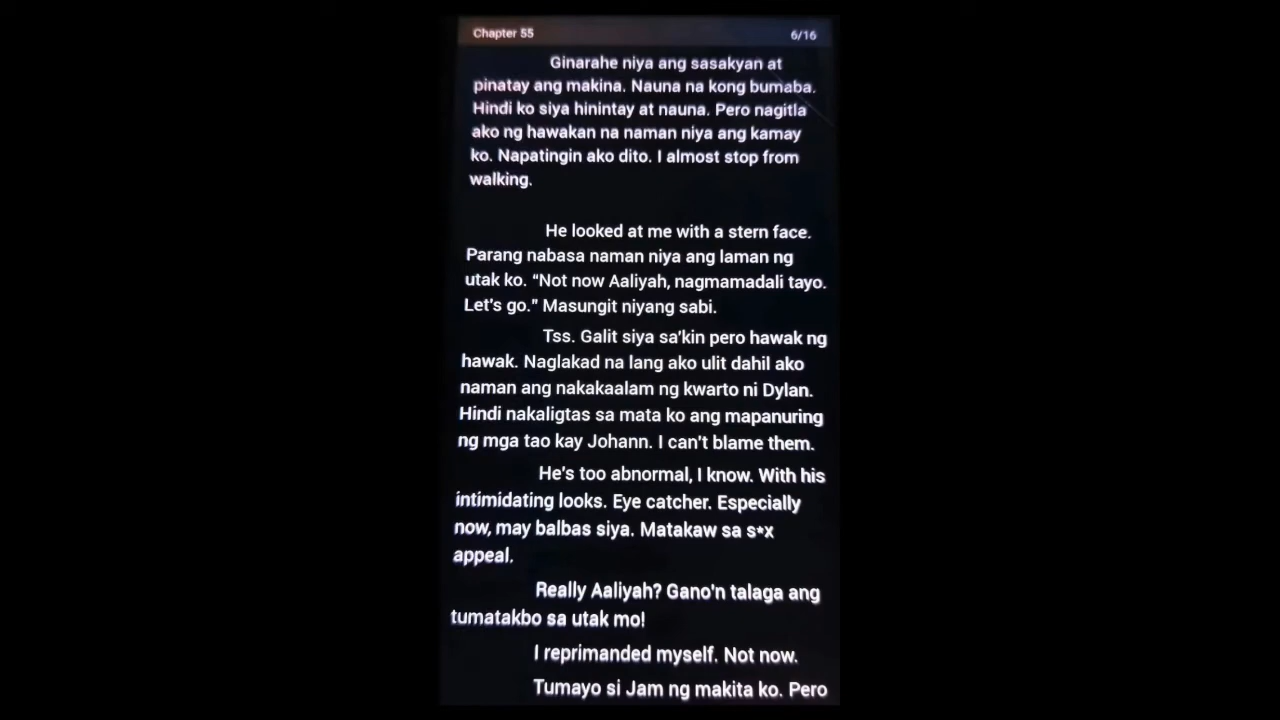 Chapter 55
6/16
Ginarahe niya ang sasakyan at
pinatay ang makina. Nauna na kong bumaba.
Hindi ko siya hinintay at nauna. Pero nagitla
ako ng hawakan na naman niya ang kamay
ko. Napatingin ako dito. I almost stop from
walking.
He looked at me with a stern face.
Parang nabasa naman niya ang laman ng
utak ko. “Not now Aaliyah, nagmamadali tayo.
Let's go.” Masungit niyang sabi.
Tss. Galit siya sa'kin pero hawak ng
hawak. Naglakad na lang ako ulit dahil ako
naman ang nakakaalam ng kwarto ni Dylan.
Hindi nakaligtas sa mata ko ang mapanuring
ng mga tao kay Johann. I can't blame them.
He's too abnormal, I know. With his
intimidating looks. Eye catcher. Especially
now, may balbas siya. Matakaw sa s*x
appeal.
Really Aaliyah? Gano'n talaga ang
tumatakbo sa utak mo!
I reprimanded myself. Not now.
Tumayo si Jam ng makita ko. Pero